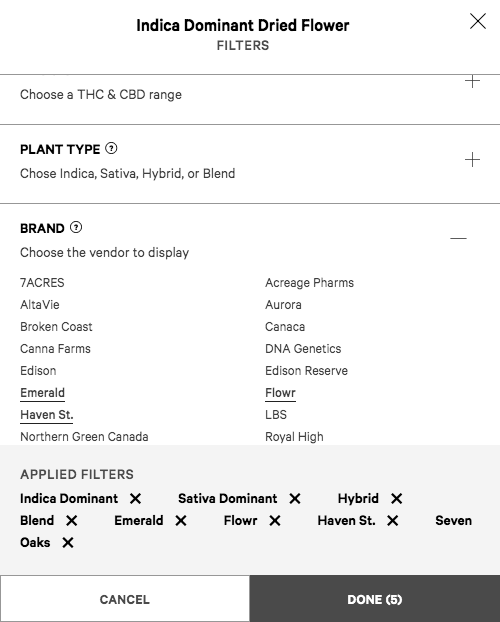 Indica Dominant Dried Flower
FILTERS
Choose a THC & CBD range
PLANT TYPE ?
Chose Indica, Sativa, Hybrid, or Blend
BRAND ?
Choose the vendor to display
7ACRES Acreage Pharms
AltaVie Aurora
Broken Coast Canaca
Canna Farms DNA Genetics
Edison Edison Reserve
Emerald Flowr
Haven St. LBS
Northern Green Canada Royal High
APPLIED FILTERS
Indica Dominant Sativa Dominant Hybrid
Blend Emerald Flowr Haven St. Seven
Oaks
CANCEL DONE (5)